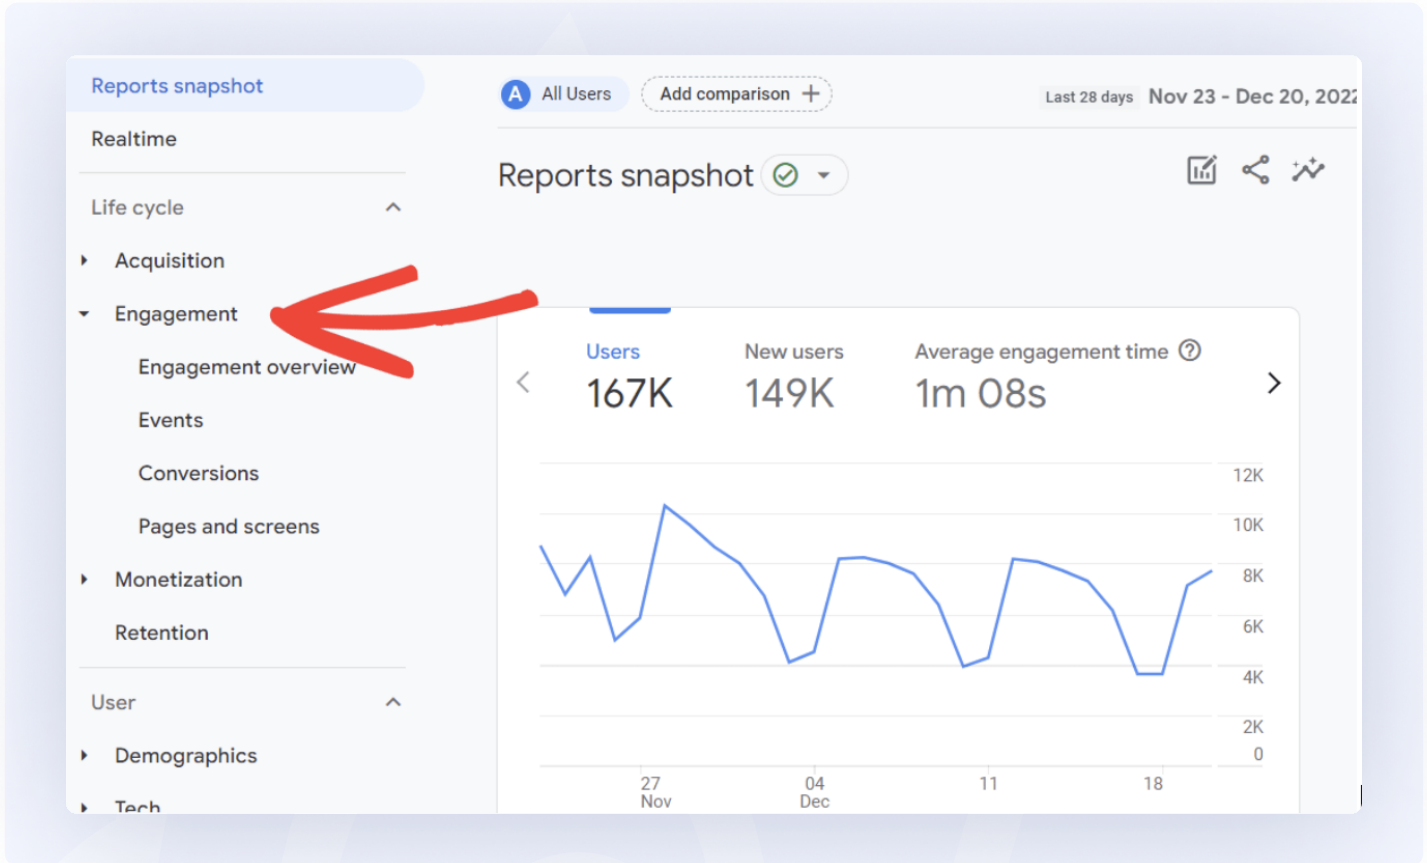 Reports snapshot
Realtime
Life cycle
Acquisition
Engagement
Engagement overview
Events
Conversions
Pages and screens
Monetization
Retention
User
Demographics
Tech
A All Users Add comparison + Last 28 days Nov 23 - Dec 20, 2022
Reports snapshot
Users New users Average engagement time ?
167K 149K 1m 08s
12K
10K
8K
6K
4K
2K
0
27 04 11 18
Nov Dec